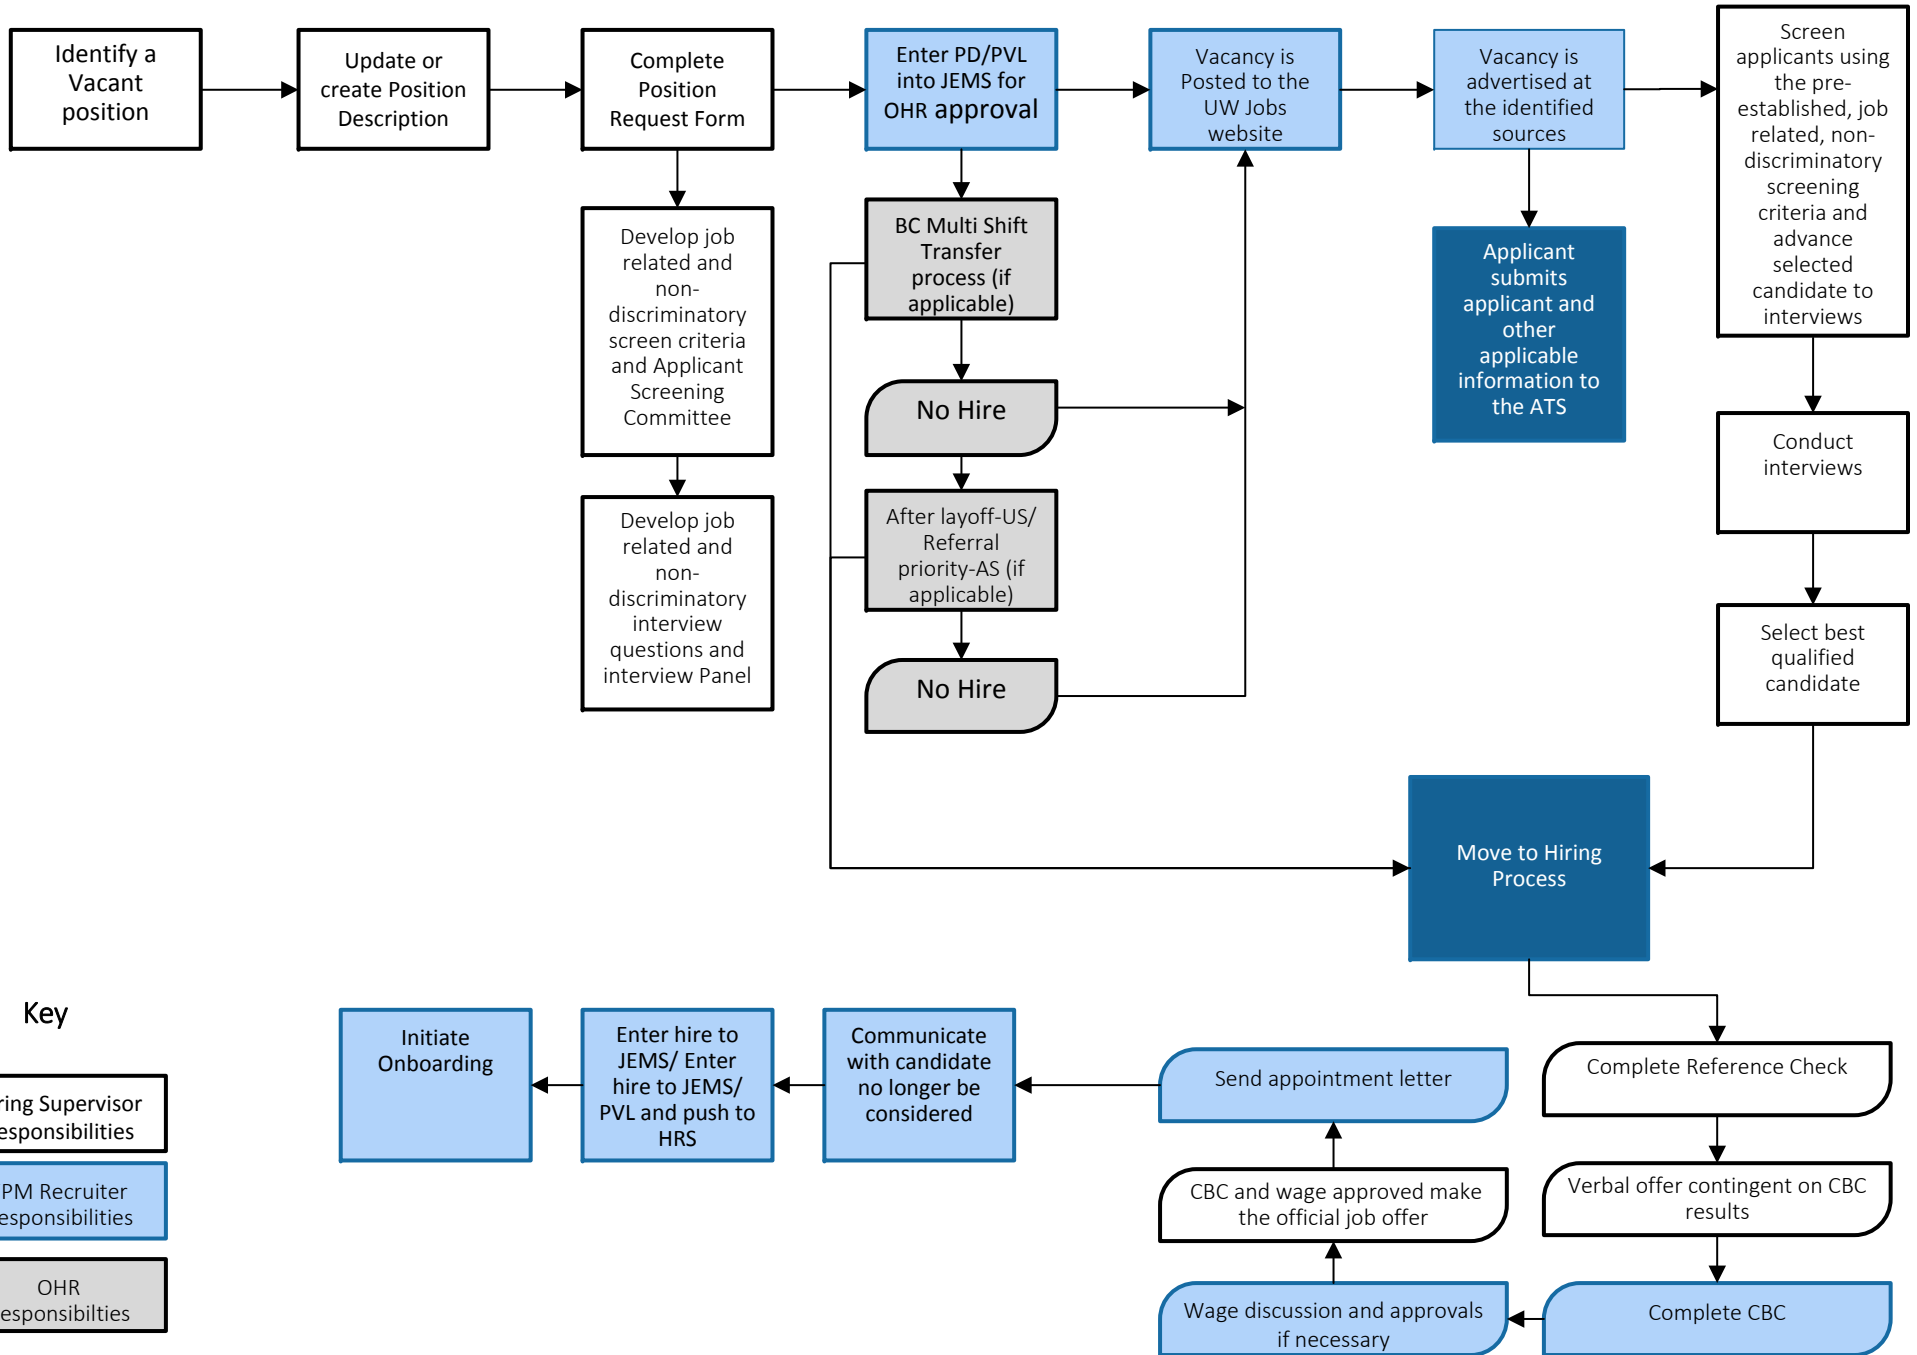 Identify a
Vacant
position
Update or
create Position
Description
Complete
Position
Request Form
Enter PD/PVL
into JEMS for
OHR approval
Vacancy is
Posted to the
UW Jobs
website
Vacancy is
advertised at
the identified
sources
Screen
applicants using
the pre-
established, job
related, non-
discriminatory
screening
criteria and
advance
selected
candidate to
interviews
Develop job
related and
non-
discriminatory
screen criteria
and Applicant
Screening
Committee
BC Multi Shift
Transfer
process (if
applicable)
Applicant
submits
applicant and
other
applicable
information to
the ATS
No Hire
Conduct
interviews
Develop job
related and
non-
discriminatory
interview
questions and
interview Panel
After layoff-US/
Referral
priority-AS (if
applicable)
Select best
qualified
candidate
No Hire
Move to Hiring
Process
Key
ring Supervisor
esponsibilities
PM Recruiter
esponsibilities
OHR
esponsibilties
Initiate
Onboarding
Enter hire to
JEMS/ Enter
hire to JEMS/
PVL and push to
HRS
Communicate
with candidate
no longer be
considered
Send appointment letter
Complete Reference Check
CBC and wage approved make
the official job offer
Verbal offer contingent on CBC
results
Wage discussion and approvals
if necessary
Complete CBC